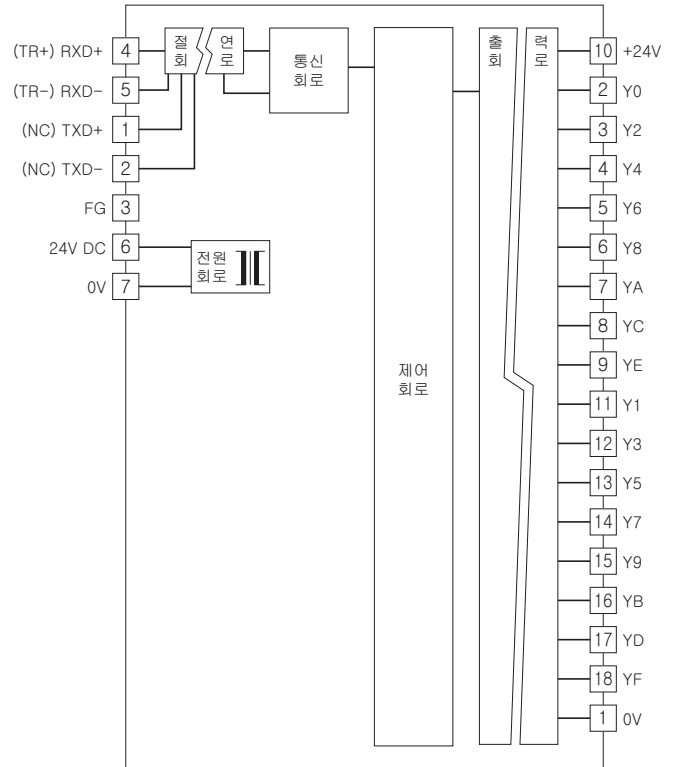 (TR+) RXD+ 4
(TR-) RXD- 5
(NC) TXD+ 1
(NC) TXD- 2
FG 3
24V DC 6
0V 7
절 연
회 로
통신
회로
전원
회로
제어
회로
출 력
회 로
10 +24V
2 Y0
3 Y2
4 Y4
5 Y6
6 Y8
7 YA
8 YC
9 YE
11 Y1
12 Y3
13 Y5
14 Y7
15 Y9
16 YB
17 YD
18 YF
1 0V